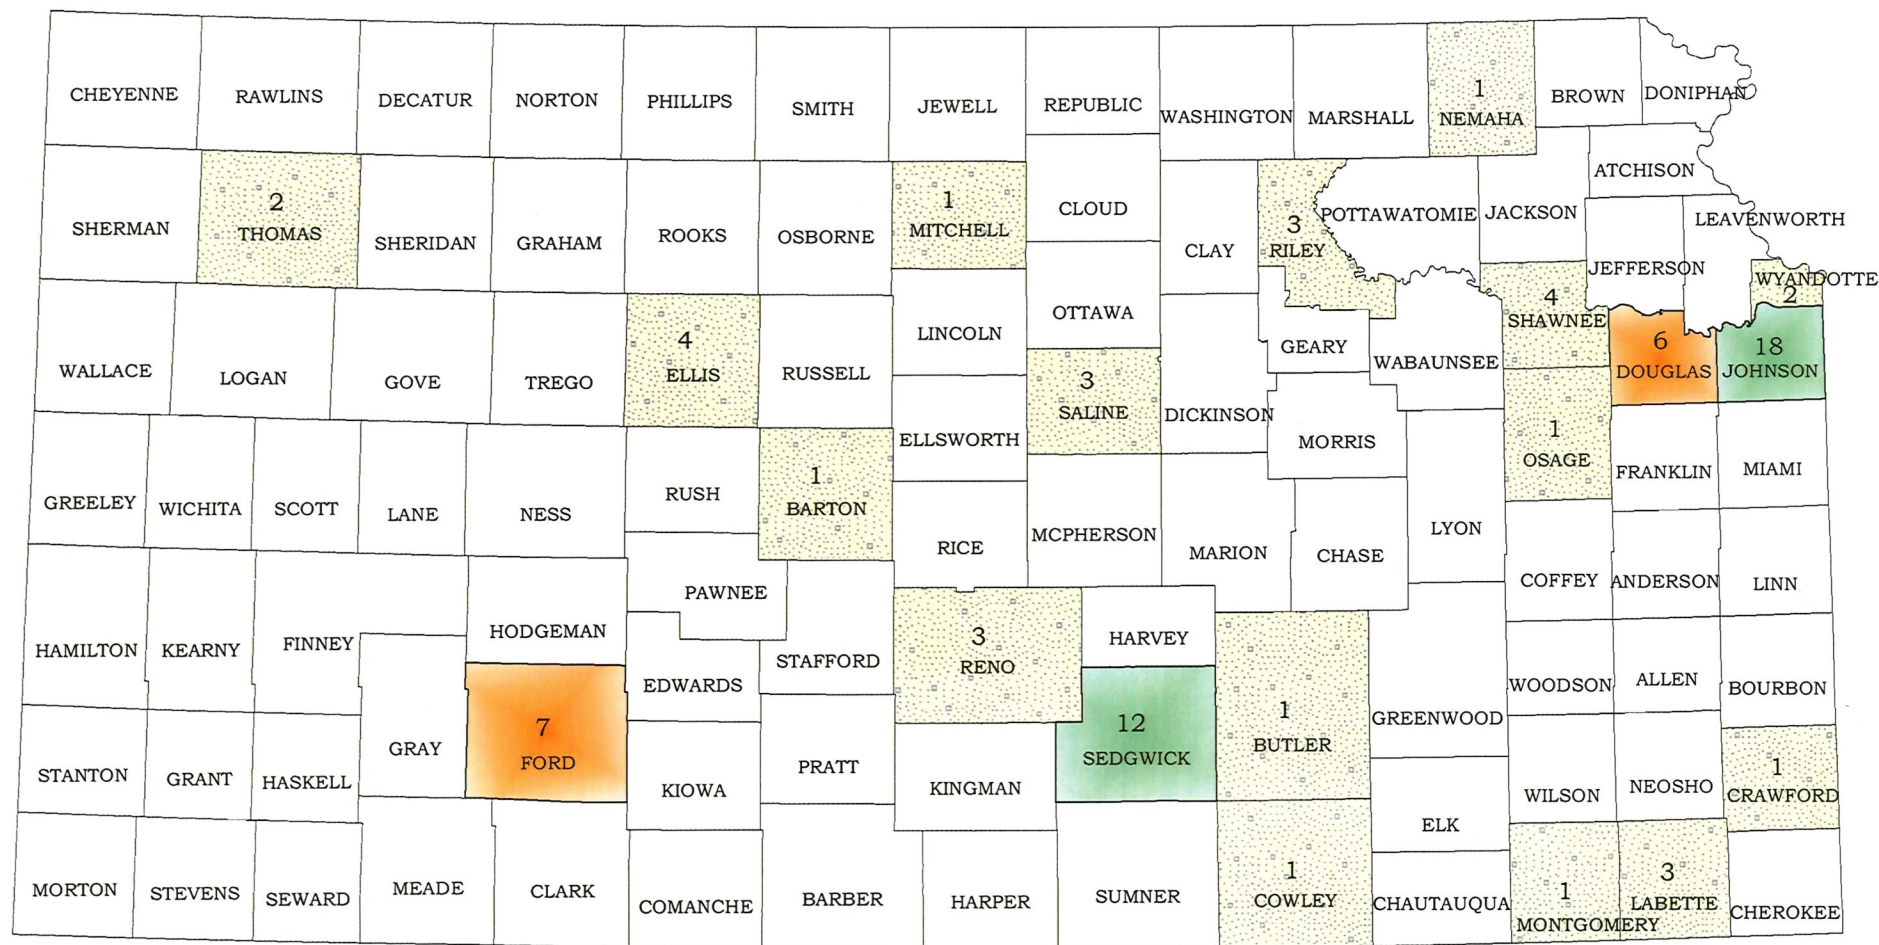 CHEYENNE RAWLINS DECATUR NORTON PHILLIPS SMITH JEWELL REPUBLIC WASHINGTON MARSHALL 1 NEMAHA BROWN DONIPHAN
ATCHISON
SHERMAN 2 THOMAS SHERIDAN GRAHAM ROOKS OSBORNE 1 MITCHELL CLOUD CLAY 3 RILEY POTTAWATOMIE JACKSON LEAVENWORTH
JEFFERSON WYANDOTTE 2
WALLACE LOGAN GOVE TREGO 4 ELLIS RUSSELL LINCOLN OTTAWA GEARY WABAUNSEE 4 SHAWNEE 6 DOUGLAS 18 JOHNSON
ELLSWORTH 3 SALINE DICKINSON MORRIS 1 OSAGE FRANKLIN MIAMI
GREELEY WICHITA SCOTT LANE NESS RUSH 1 BARTON RICE MCPHERSON MARION CHASE LYON COFFEY ANDERSON LINN
HAMILTON KEARNY FINNEY HODGEMAN PAWNEE STAFFORD 3 RENO HARVEY
EDWARDS WOODSON ALLEN BOURBON
STANTON GRANT HASKELL GRAY 7 FORD KIOWA PRATT KINGMAN 12 SEDGWICK 1 BUTLER GREENWOOD WILSON NEOSHO 1 CRAWFORD
ELK
MORTON STEVENS SEWARD MEADE CLARK COMANCHE BARBER HARPER SUMNER 1 COWLEY CHAUTAUQUA 1 MONTGOMERY 3 LABETTE CHEROKEE